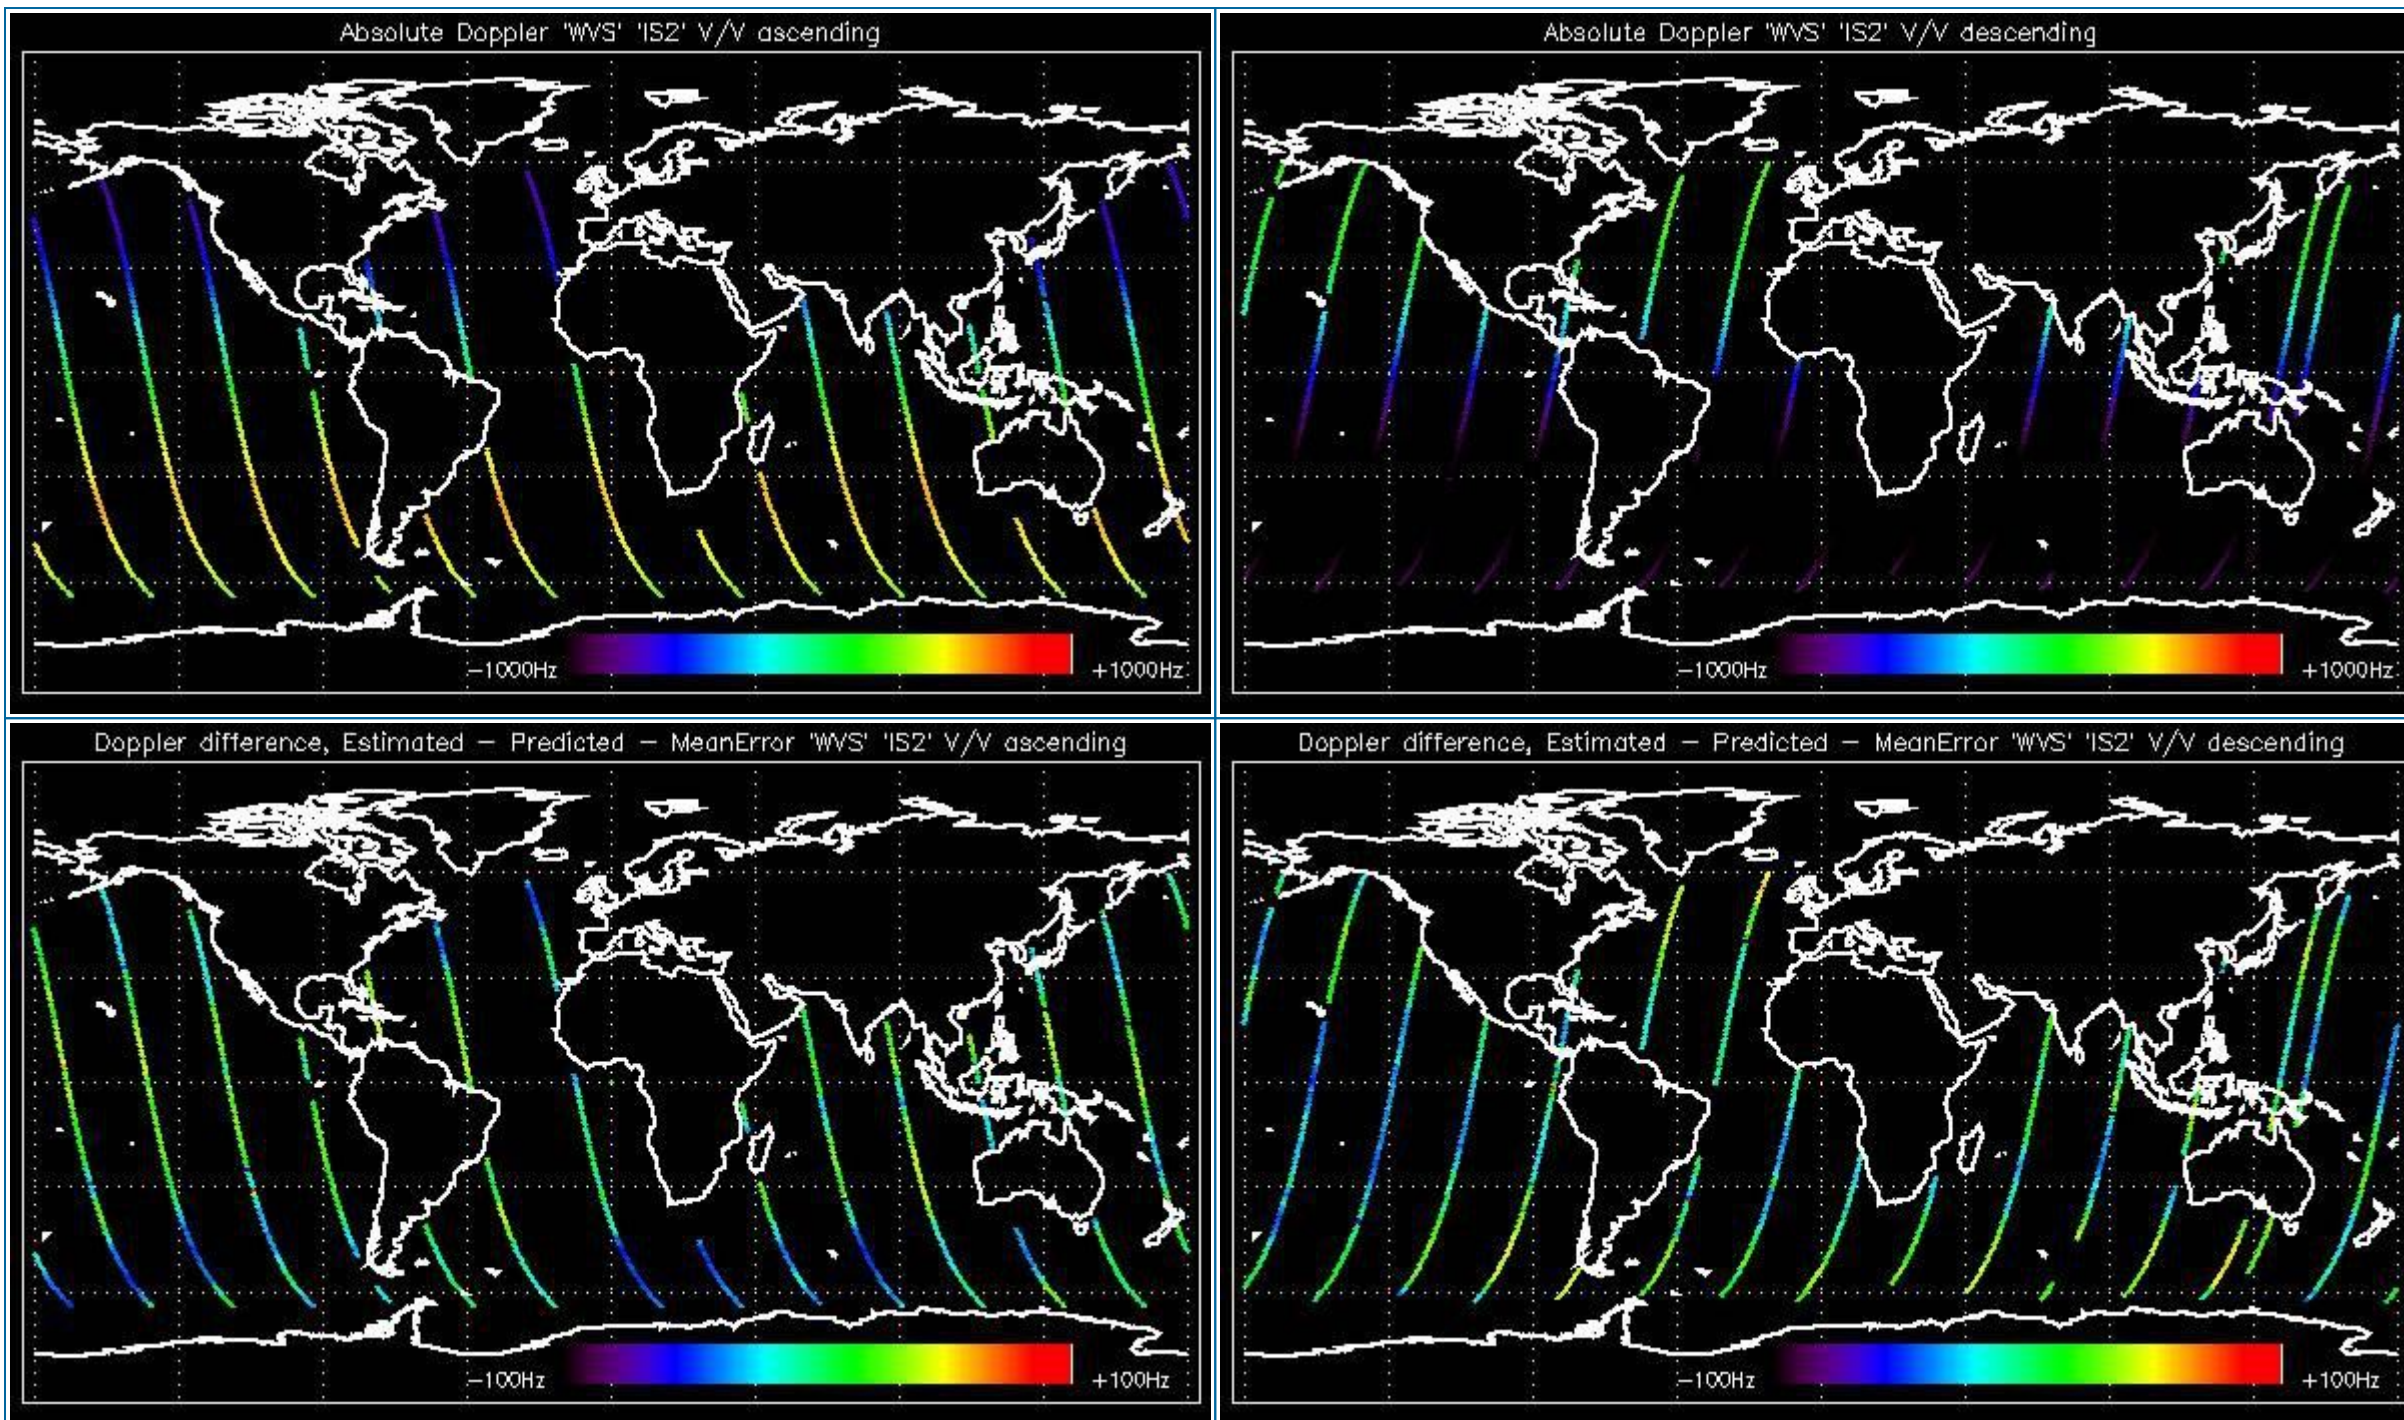 Absolute Doppler 'WVS' 'IS2' V/V ascending
-1000Hz
+1000Hz
Absolute Doppler 'WVS' 'IS2' V/V descending
-1000Hz
+1000Hz
Doppler difference, Estimated - Predicted - MeanError 'WVS' 'IS2' V/V ascending
-100Hz
+100Hz
Doppler difference, Estimated - Predicted - MeanError 'WVS' 'IS2' V/V descending
-100Hz
+100Hz